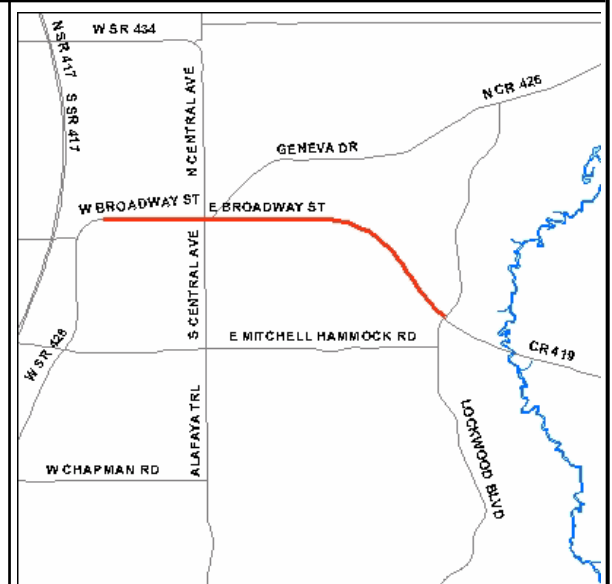 W SR 434
N SR 417
S SR 417
N CENTRAL AVE
N CR 426
GENEVA DR
W BROADWAY ST
E BROADWAY ST
S CENTRAL AVE
E MITCHELL HAMMOCK RD
W SR 426
CR 419
ALAFAYA TRL
LOCKWOOD BLVD
W CHAPMAN RD